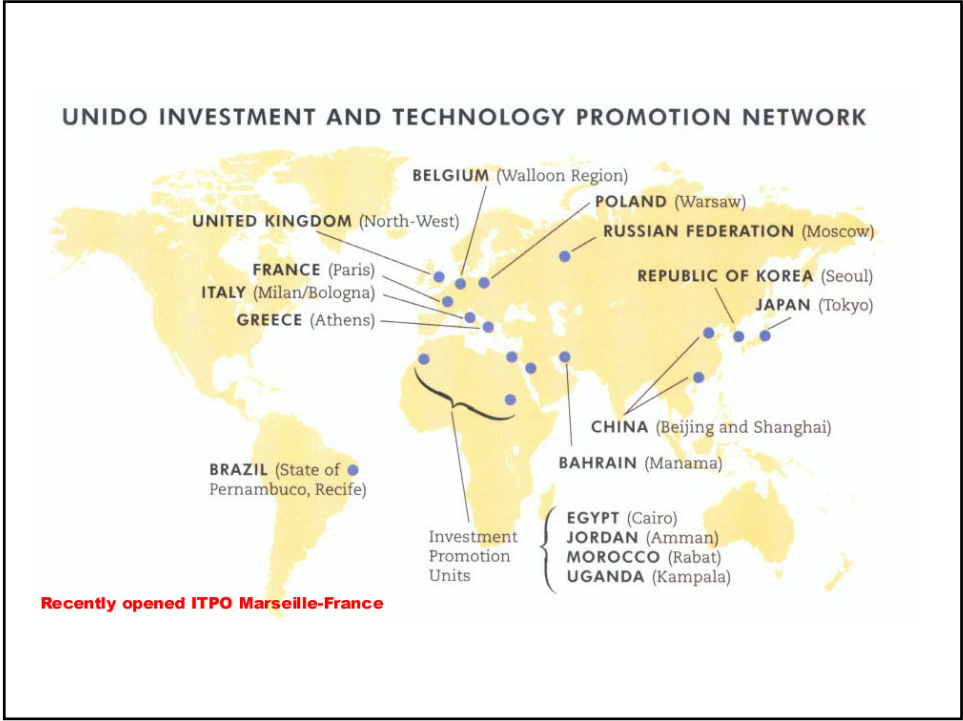 UNIDO INVESTMENT AND TECHNOLOGY PROMOTION NETWORK
BELGIUM (Walloon Region)
POLAND (Warsaw)
UNITED KINGDOM (North-West)
RUSSIAN FEDERATION (Moscow)
FRANCE (Paris)
REPUBLIC OF KOREA (Seoul)
ITALY (Milan/Bologna)
JAPAN (Tokyo)
GREECE (Athens)
CHINA (Beijing and Shanghai)
BAHRAIN (Manama)
BRAZIL (State of
Pernambuco, Recife)
Investment
Promotion
Units
EGYPT (Cairo)
JORDAN (Amman)
MOROCCO (Rabat)
UGANDA (Kampala)
Recently opened ITPO Marseille-France